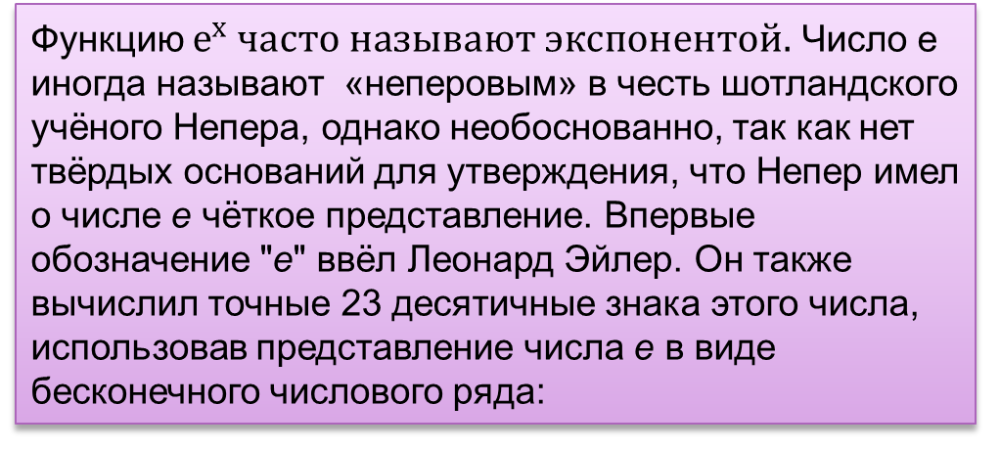 Функцию eˣ часто называют экспонентой. Число е
иногда называют «неперовым» в честь шотландского
учёного Непера, однако необоснованно, так как нет
твёрдых оснований для утверждения, что Непер имел
о числе e чёткое представление. Впервые
обозначение "e" ввёл Леонард Эйлер. Он также
вычислил точные 23 десятичные знака этого числа,
использовав представление числа e в виде
бесконечного числового ряда: